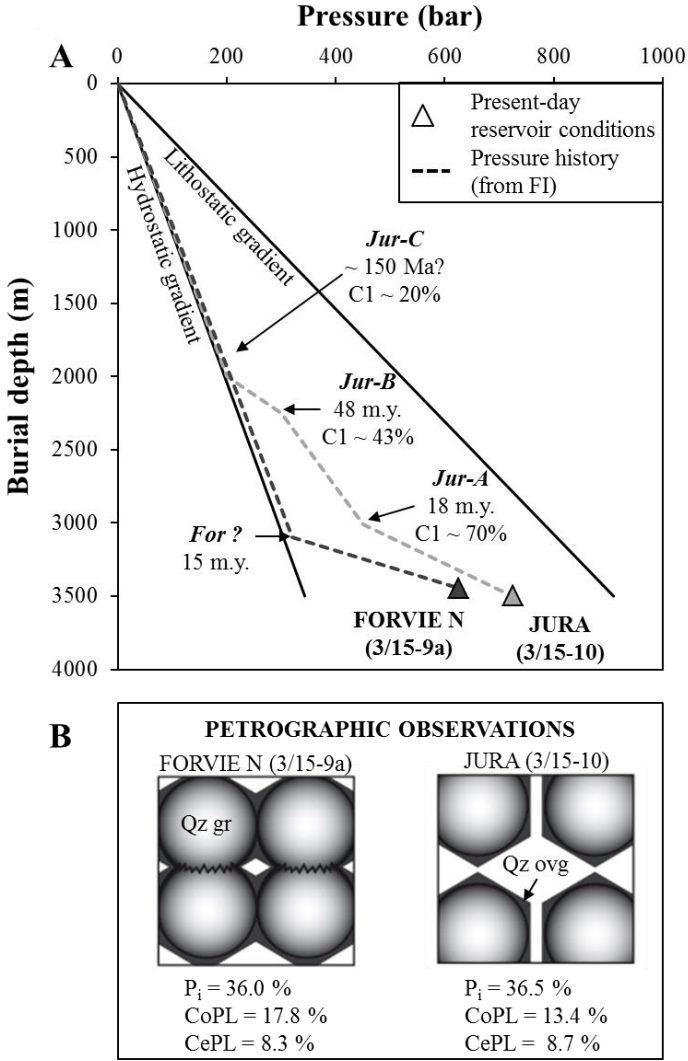 Pressure (bar)
A
0 200 400 600 800 1000
0
500
1000
1500
2000
2500
3000
3500
4000
Burial depth (m)
Present-day
reservoir conditions
Pressure history
(from FI)
Lithostatic gradient
Hydrostatic gradient
Jur-C
~ 150 Ma?
C1 ~ 20%
Jur-B
48 m.y.
C1 ~ 43%
Jur-A
18 m.y.
C1 ~ 70%
For ?
15 m.y.
FORVIE N
(3/15-9a)
JURA
(3/15-10)
B
PETROGRAPHIC OBSERVATIONS
FORVIE N (3/15-9a)
Qz gr
Pi = 36.0 %
CoPL = 17.8 %
CePL = 8.3 %
JURA (3/15-10)
Qz ovg
Pi = 36.5 %
CoPL = 13.4 %
CePL = 8.7 %